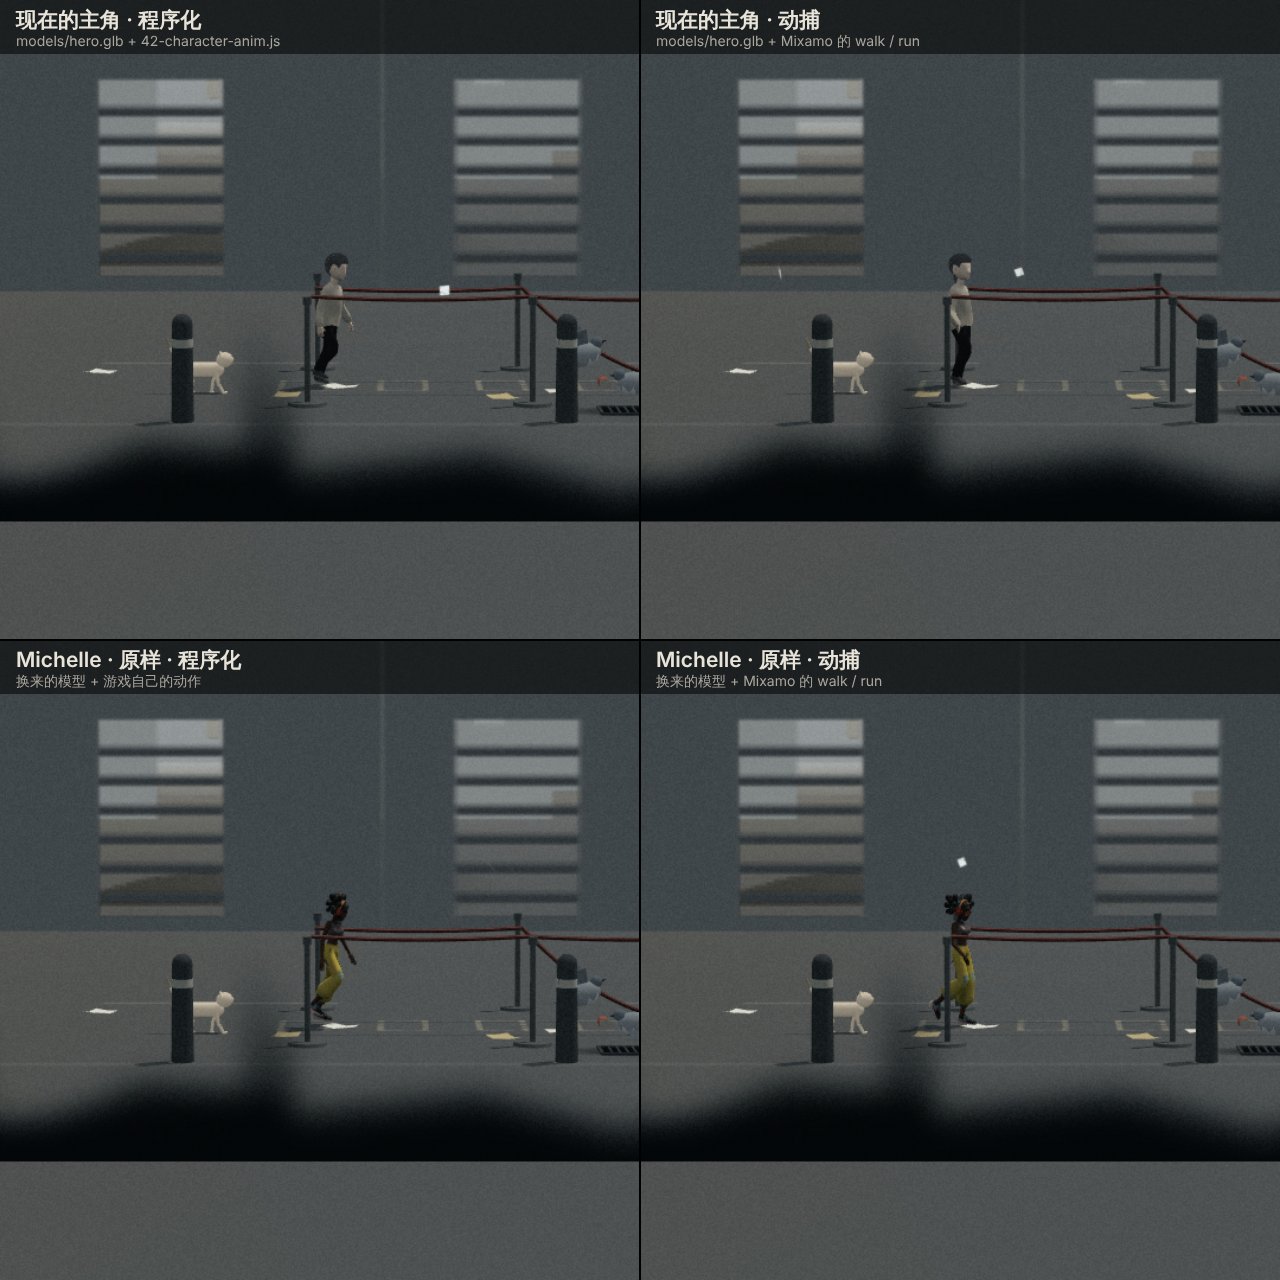 现在的主角 · 程序化
models/hero.glb + 42-character-anim.js
现在的主角 · 动捕
models/hero.glb + Mixamo 的 walk / run
Michelle · 原样 · 程序化
换来的模型 + 游戏自己的动作
Michelle · 原样 · 动捕
换来的模型 + Mixamo 的 walk / run